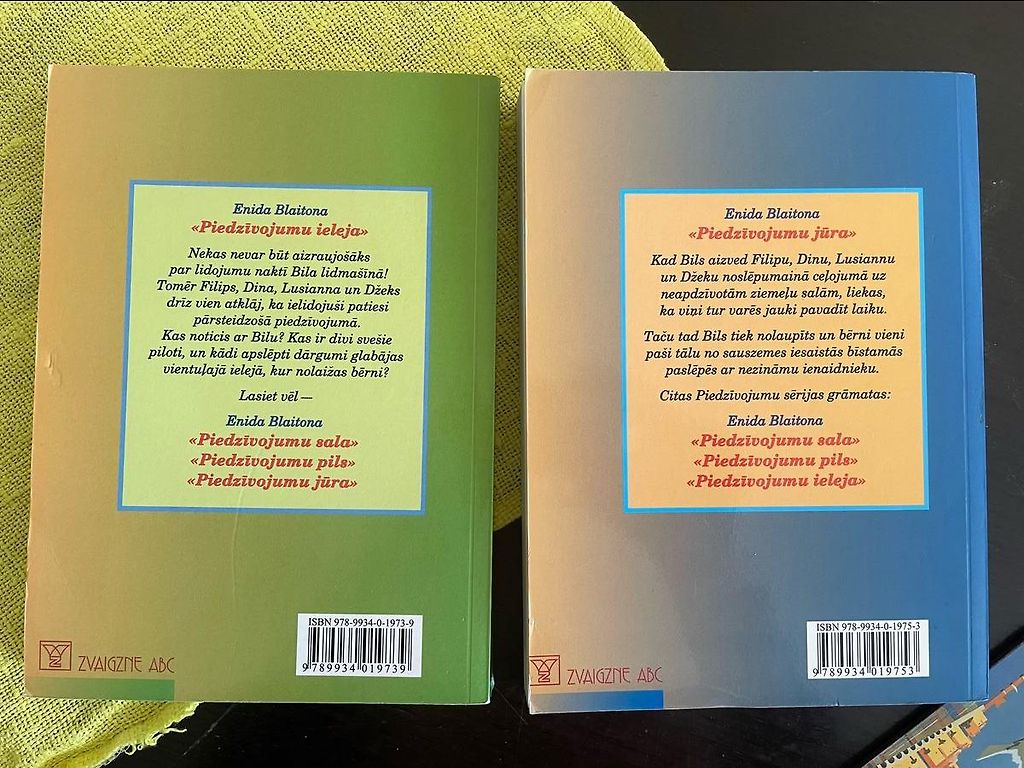 Enida Blaitona
«Piedzīvojumu ieleja»
Nekas nevar būt aizraujošāks
par lidojumu naktī Bila lidmašīnā!
Tomēr Filips, Dina, Lusianna un Džeks
drīz vien atklāj, ka ielidojuši patiesi
pārsteidzošā piedzīvojumā.
Kas noticis ar Bilu? Kas ir divi svešie
piloti, un kādi apslēpti dārgumi glabājas
vientuļajā ielejā, kur nolaižas bērni?
Lasiet vēl —
Enida Blaitona
«Piedzīvojumu sala»
«Piedzīvojumu pils»
«Piedzīvojumu jūra»
ISBN 978-9934-0-1973-9
9 789934 019739
ZVAIGZNE ABC
Enida Blaitona
«Piedzīvojumu jūra»
Kad Bils aizved Filipu, Dinu, Lusiannu
un Džeku noslēpumainā ceļojumā uz
neapdzīvotām ziemeļu salām, liekas,
ka viņi tur varēs jauki pavadīt laiku.
Taču tad Bils tiek nolaupīts un bērni vieni
paši tālu no sauszemes iesaistās bīstamās
paslēpēs ar nezināmu ienaidnieku.
Citas Piedzīvojumu sērijas grāmatas:
Enida Blaitona
«Piedzīvojumu sala»
«Piedzīvojumu pils»
«Piedzīvojumu ieleja»
ISBN 978-9934-0-1975-3
9 789934 019753
ZVAIGZNE ABC